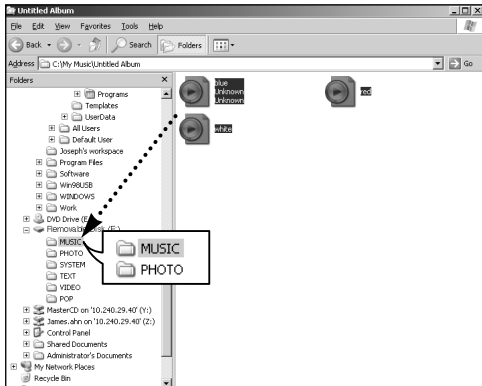 Untitled Album
File Edit View Favorites Tools Help
Back Search Folders
Address C:\My Music\Untitled Album Go
Folders
Programs
Templates
UserData
All Users
Default User
Joseph's workspace
Program Files
Software
Win98USB
WINDOWS
Work
DVD Drive (E
Removable Disk (F:)
MUSIC
PHOTO
SYSTEM
TEXT
VIDEO
POP
MasterCD on '10.240.29.40' (Y:)
James.ahn on '10.240.29.40' (Z:)
Control Panel
Shared Documents
Administrator's Documents
My Network Places
Recycle Bin
blue
Unknown
Unknown
red
white
MUSIC
PHOTO